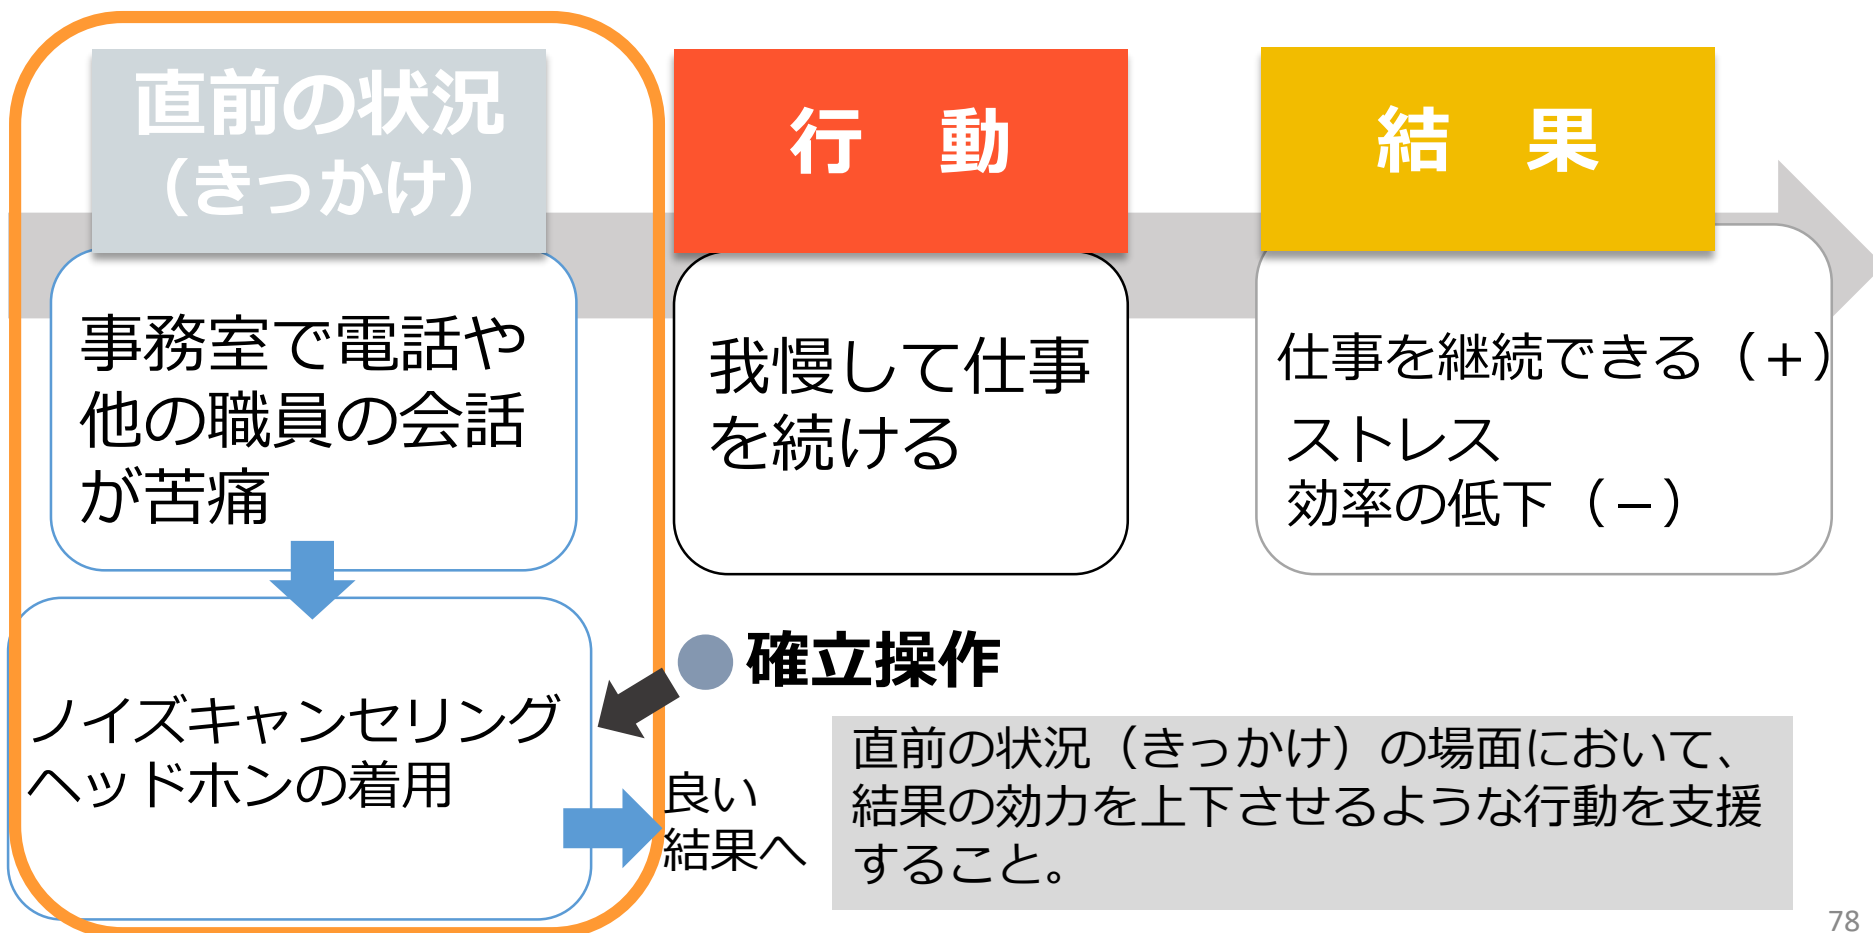 直前の状況
（きっかけ）
行　動
結　果
事務室で電話や
他の職員の会話
が苦痛
我慢して仕事
を続ける
仕事を継続できる（+）
ストレス
効率の低下（－）
ノイズキャンセリング
ヘッドホンの着用
良い
結果へ
確立操作
直前の状況（きっかけ）の場面において、
結果の効力を上下させるような行動を支援
すること。
78